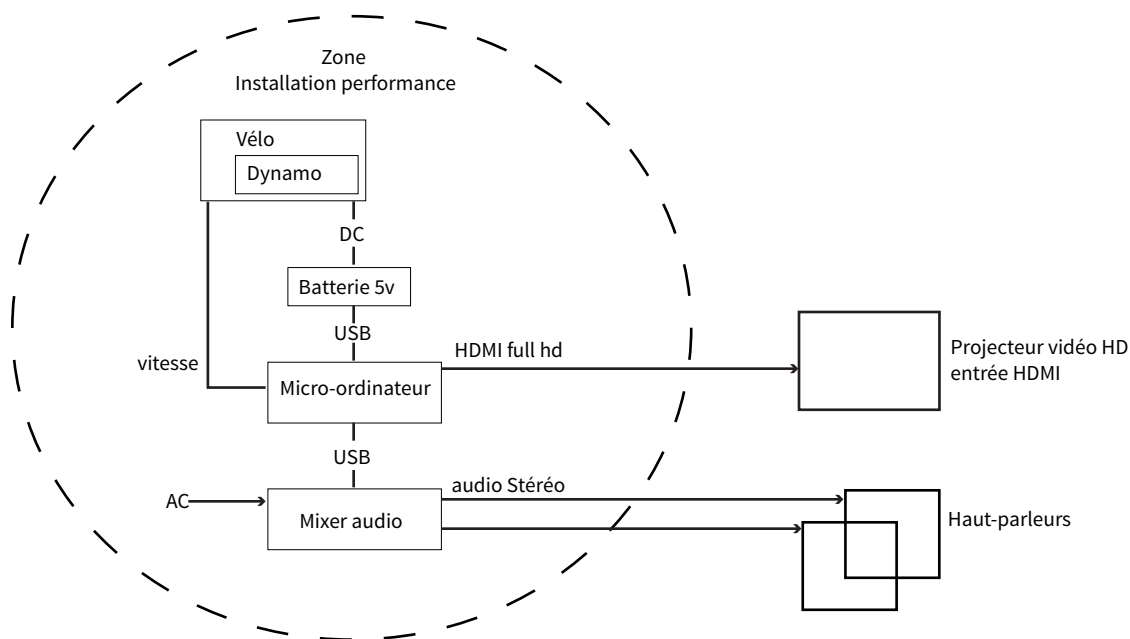 Zone
Installation performance
Vélo
Dynamo
DC
Batterie 5v
USB
HDMI full hd
vitesse
Projecteur vidéo HD
entrée HDMI
Micro-ordinateur
USB
AC
audio Stéréo
Mixer audio
Haut-parleurs